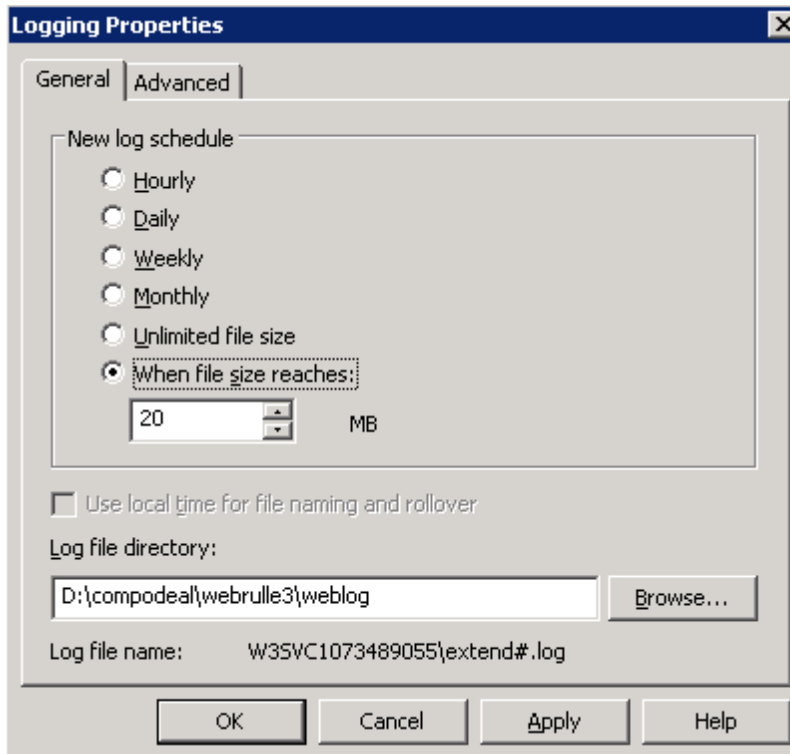 Logging Properties
General Advanced
New log schedule
Hourly
Daily
Weekly
Monthly
Unlimited file size
When file size reaches:
20 MB
Use local time for file naming and rollover
Log file directory:
D:\compodeal\webrulle3\weblog Browse...
Log file name: W3SVC1073489055\extend#.log
OK Cancel Apply Help